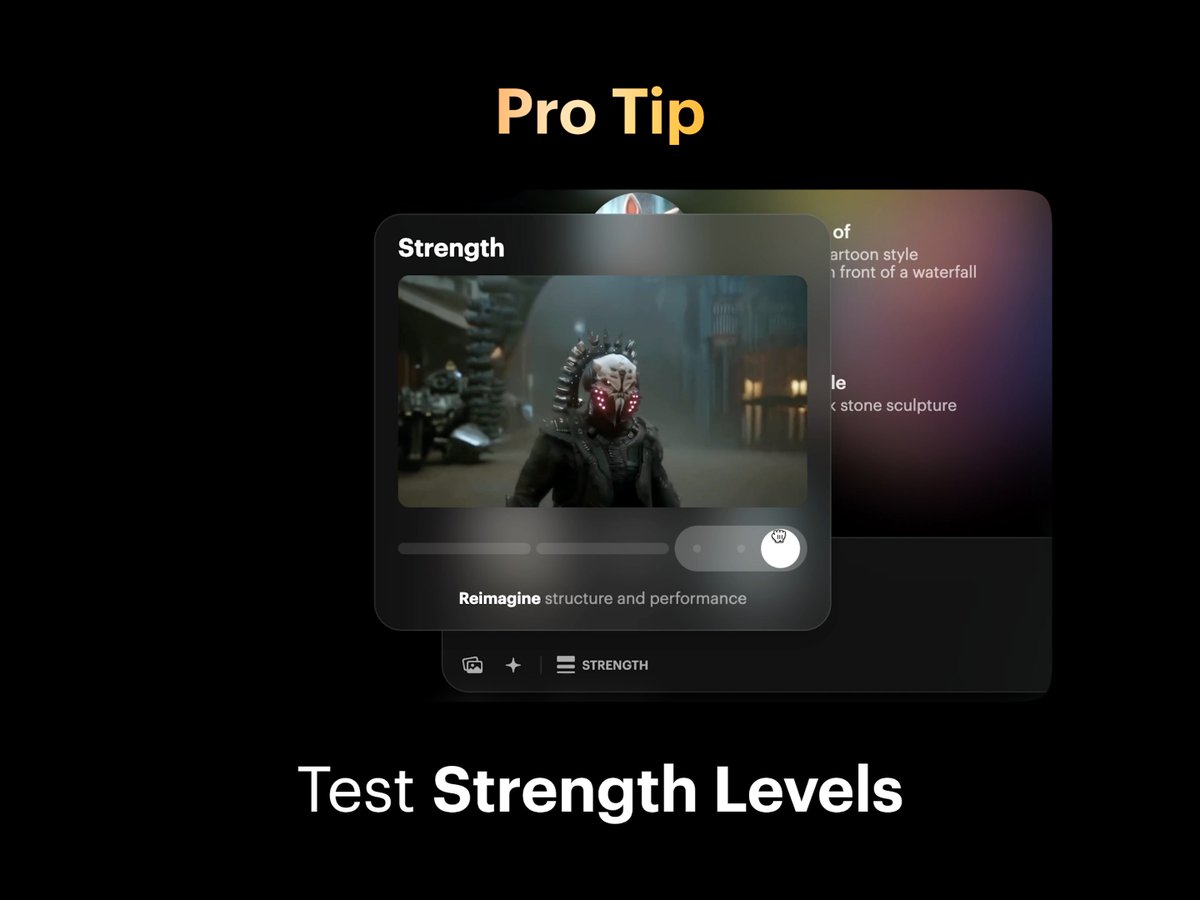 Pro Tip
Strength
of
artoon style
in front of a waterfall
le
k stone sculpture
Reimagine structure and performance
STRENGTH
Test Strength Levels